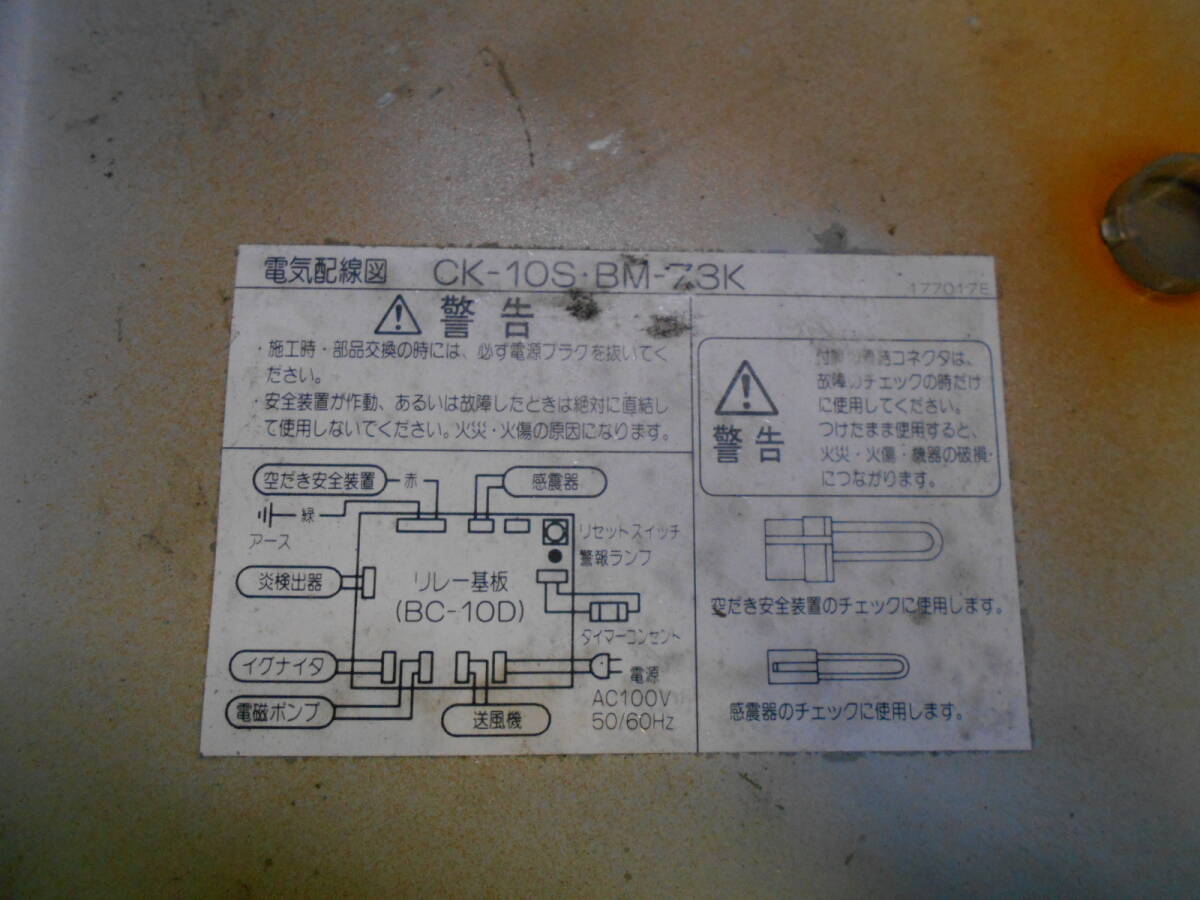 電気配線図 CK-10S・BM-73K
177017E
警告
・施工時・部品交換の時には、必ず電源プラグを抜いてく
ださい。
・安全装置が作動、あるいは故障したときは絶対に直結し
て使用しないでください。火災・火傷の原因になります。
警告
付属の直結コネクタは、
故障のチェックの時だけ
に使用してください。
つけたまま使用すると、
火災・火傷・機器の破損
につながります。
空だき安全装置
赤
感震器
緑
アース
リセットスイッチ
警報ランプ
炎検出器
リレー基板
(BC-10D)
タイマーコンセント
イグナイタ
電源
電磁ポンプ
送風機
AC100V
50/60Hz
空だき安全装置のチェックに使用します。
感震器のチェックに使用します。